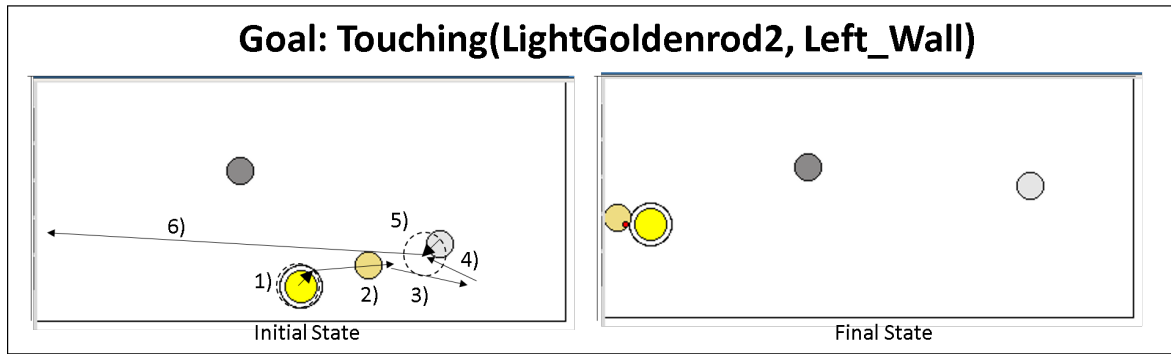 Goal: Touching(LightGoldenrod2, Left_Wall)
5)
6)
4)
1)
2)
3)
Initial State
Final State